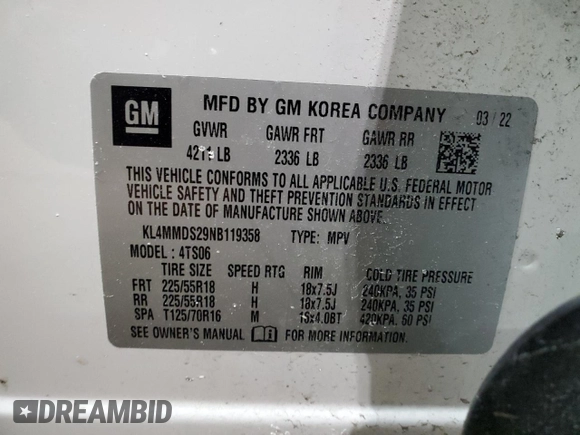 GM
MFD BY GM KOREA COMPANY 03/22
GVWR GAWR FRT GAWR RR
4211 LB 2336 LB 2336 LB
THIS VEHICLE CONFORMS TO ALL APPLICABLE U.S. FEDERAL MOTOR
VEHICLE SAFETY AND THEFT PREVENTION STANDARDS IN EFFECT
ON THE DATE OF MANUFACTURE SHOWN ABOVE.
KL4MMDS29NB119358 TYPE: MPV
MODEL: 4TS06
TIRE SIZE SPEED RTG RIM COLD TIRE PRESSURE
FRT 225/55R18 H 18x7.5J 240KPA, 35 PSI
RR 225/55R18 H 18x7.5J 240KPA, 35 PSI
SPA T125/70R16 M 16x4.0BT 420KPA, 60 PSI
SEE OWNER'S MANUAL FOR MORE INFORMATION.
DREAMBID